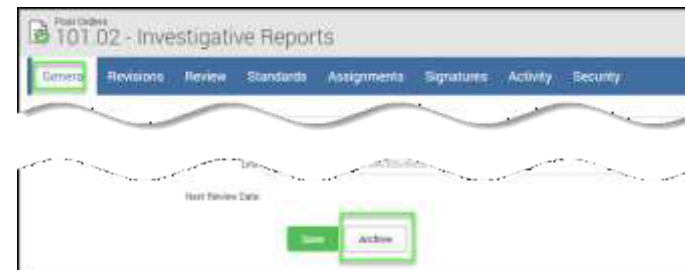 Post Orders
101.02 - Investigative Reports
General Revisions Review Standards Assignments Signatures Activity Security
Next Review Date:
Save Archive